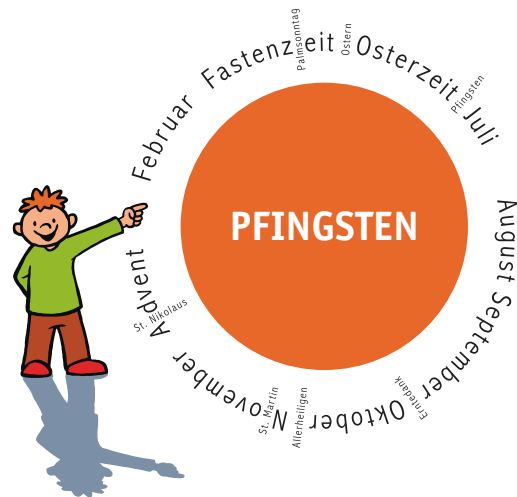 Februar
Fastenzeit
Palmsonntag
Ostern
Osterzeit
Pfingsten
Juli
August
September
Erntedank
Oktober
Allerheiligen
November
St. Martin
St. Nikolaus
Advent
PFINGSTEN